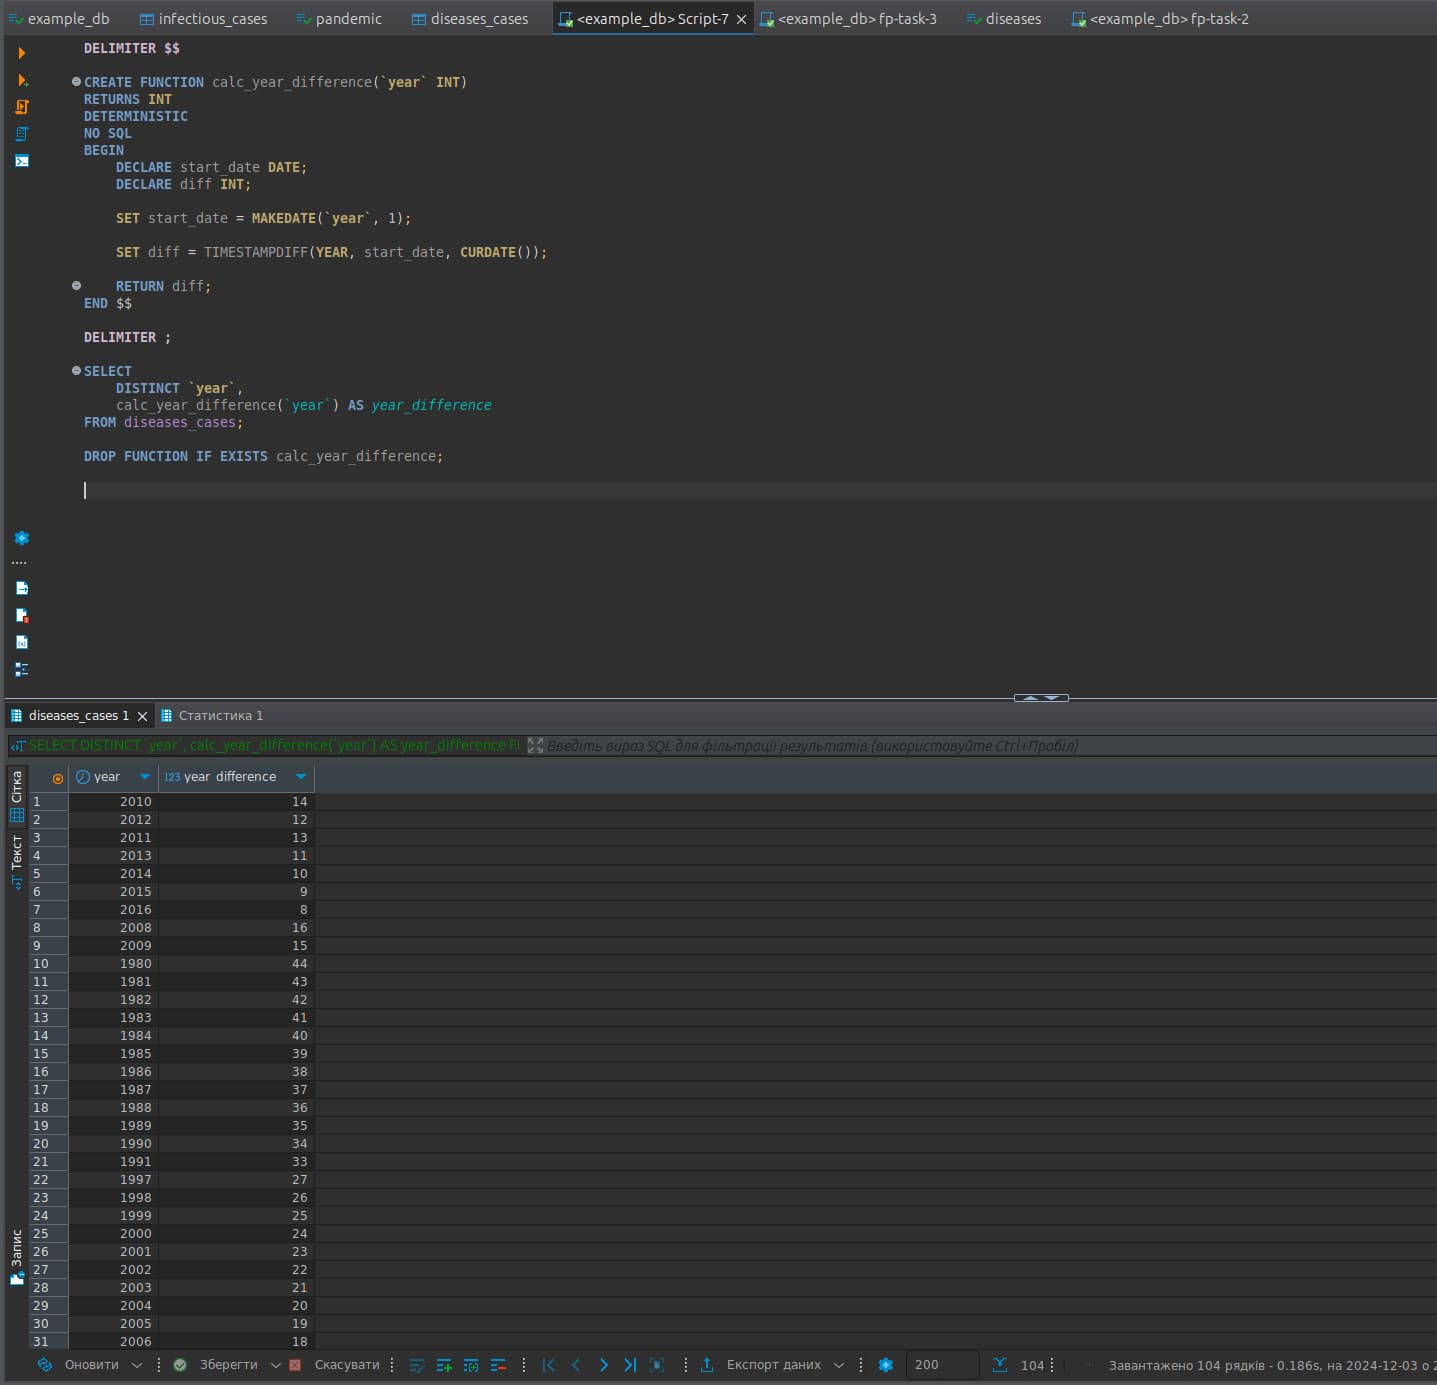 example_db infectious_cases pandemic diseases_cases <example_db> Script-7 <example_db> fp-task-3 diseases <example_db> fp-task-2
DELIMITER $$
CREATE FUNCTION calc_year_difference(`year` INT)
RETURNS INT
DETERMINISTIC
NO SQL
BEGIN
DECLARE start_date DATE;
DECLARE diff INT;
SET start_date = MAKEDATE(`year`, 1);
SET diff = TIMESTAMPDIFF(YEAR, start_date, CURDATE());
RETURN diff;
END $$
DELIMITER ;
SELECT
DISTINCT `year`,
calc_year_difference(`year`) AS year_difference
FROM diseases_cases;
DROP FUNCTION IF EXISTS calc_year_difference;
diseases_cases 1 Статистика 1
SELECT DISTINCT `year`, calc_year_difference(`year`) AS year_difference Введіть вираз SQL для фільтрації результатів (використовуйте Ctrl+Пробіл)
Сітка
Текст
Запис
year 123 year_difference
1 2010 14
2 2012 12
3 2011 13
4 2013 11
5 2014 10
6 2015 9
7 2016 8
8 2008 16
9 2009 15
10 1980 44
11 1981 43
12 1982 42
13 1983 41
14 1984 40
15 1985 39
16 1986 38
17 1987 37
18 1988 36
19 1989 35
20 1990 34
21 1991 33
22 1997 27
23 1998 26
24 1999 25
25 2000 24
26 2001 23
27 2002 22
28 2003 21
29 2004 20
30 2005 19
31 2006 18
Оновити Зберегти Скасувати Експорт даних 200 104 Завантажено 104 рядків - 0.186s, на 2024-12-03 о